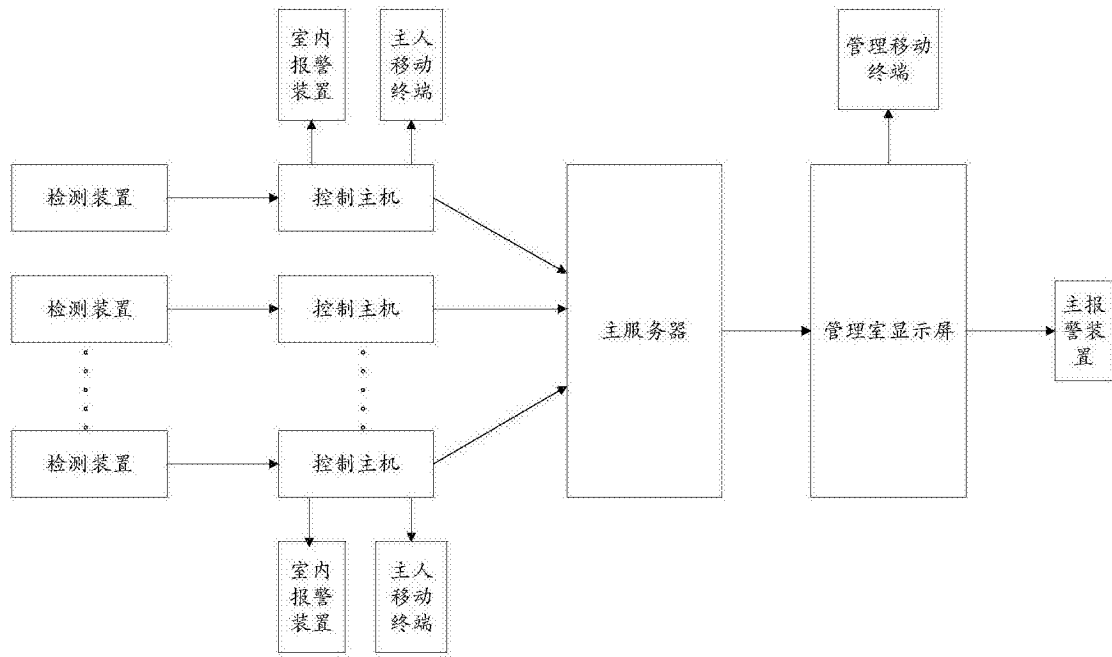 室内
报警
装置
主人
移动
终端
管理移动
终端
检测装置
控制主机
检测装置
控制主机
主服务器
管理室显示屏
主报
警装
置
检测装置
控制主机
室内
报警
装置
主人
移动
终端